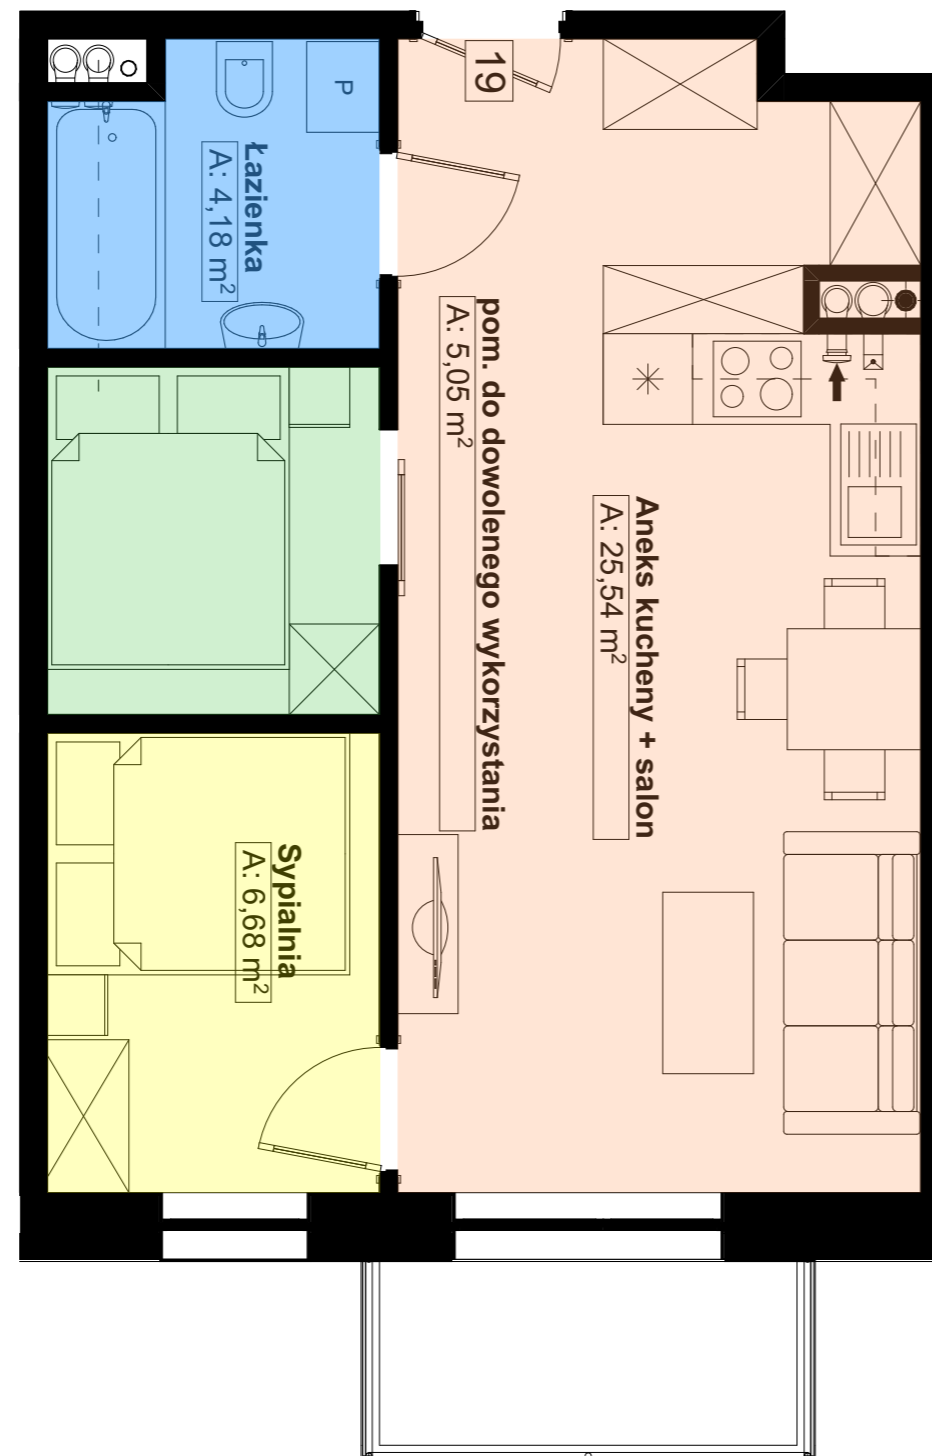 19
P
Łazienka
A: 4,18 m²
pom. do dowolenego wykorzystania
A: 5,05 m²
Aneks kucheny + salon
A: 25,54 m²
Sypialnia
A: 6,68 m²